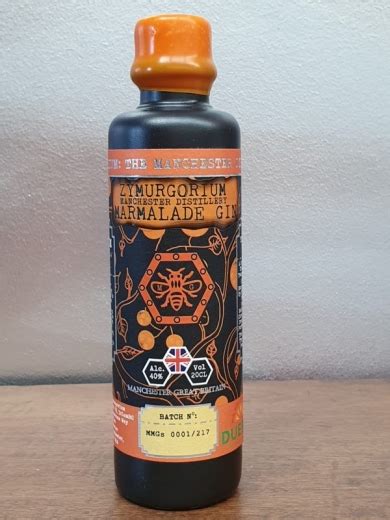 THE MANCHESTER
ZYMURGORIUM
MANCHESTER DISTILLERY
MARMALADE GIN
Alc.
40%
Vol
20CL
MANCHESTER GREAT BRITAIN
BATCH Nº:
MMGs 0001/217